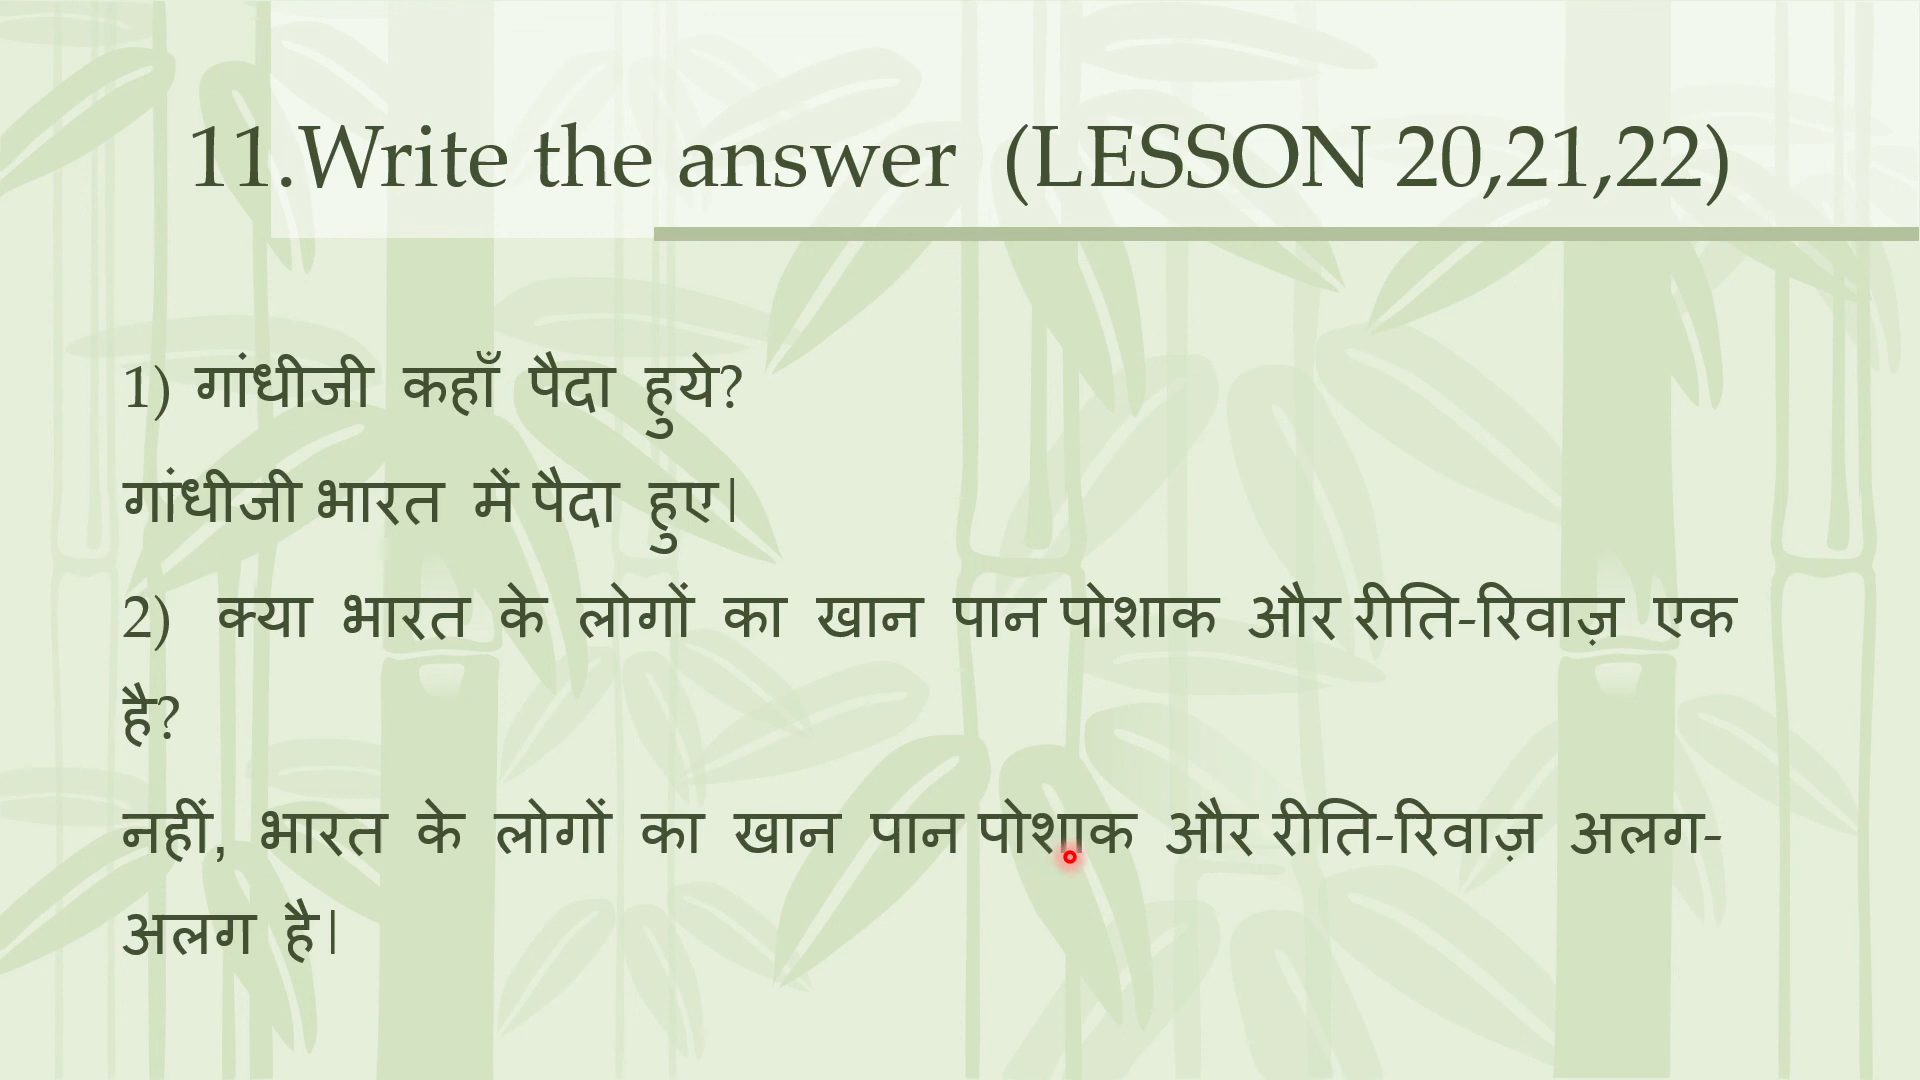 11.Write the answer (LESSON 20,21,22)
1) गांधीजी कहाँ पैदा हुये?
गांधीजी भारत में पैदा हुए|
2) क्या भारत के लोगों का खान पान पोशाक और रीति-रिवाज़ एक
है?
नहीं, भारत के लोगों का खान पान पोशाक और रीति-रिवाज़ अलग-
अलग है|